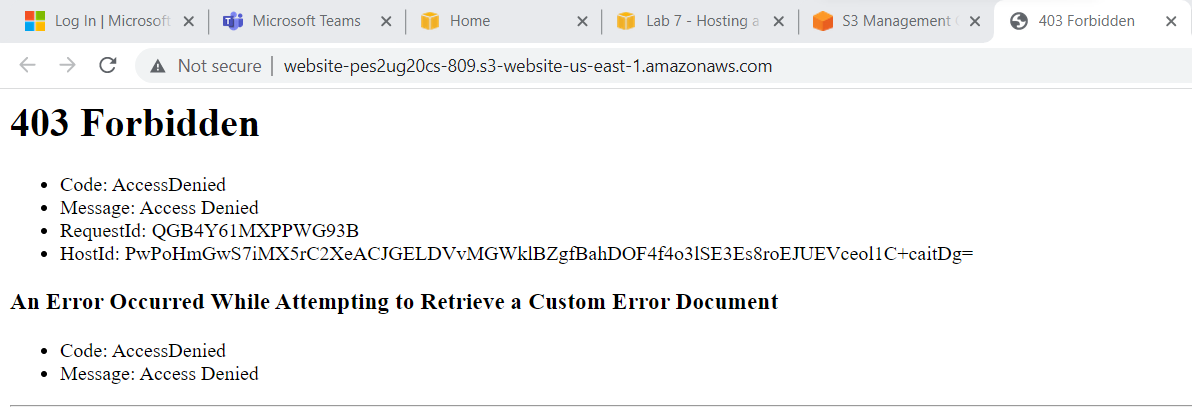 Log In | Microsoft
Microsoft Teams
Home
Lab 7 - Hosting a
S3 Management
403 Forbidden
Not secure
website-pes2ug20cs-809.s3-website-us-east-1.amazonaws.com
403 Forbidden
• Code: AccessDenied
• Message: Access Denied
• RequestId: QGB4Y61MXPPWG93B
• HostId: PwPoHmGwS7iMX5rC2XeACJGELDVvMGWklBZgfBahDOF4f4o3lSE3Es8roEJUEVceol1C+caitDg=
An Error Occurred While Attempting to Retrieve a Custom Error Document
• Code: AccessDenied
• Message: Access Denied